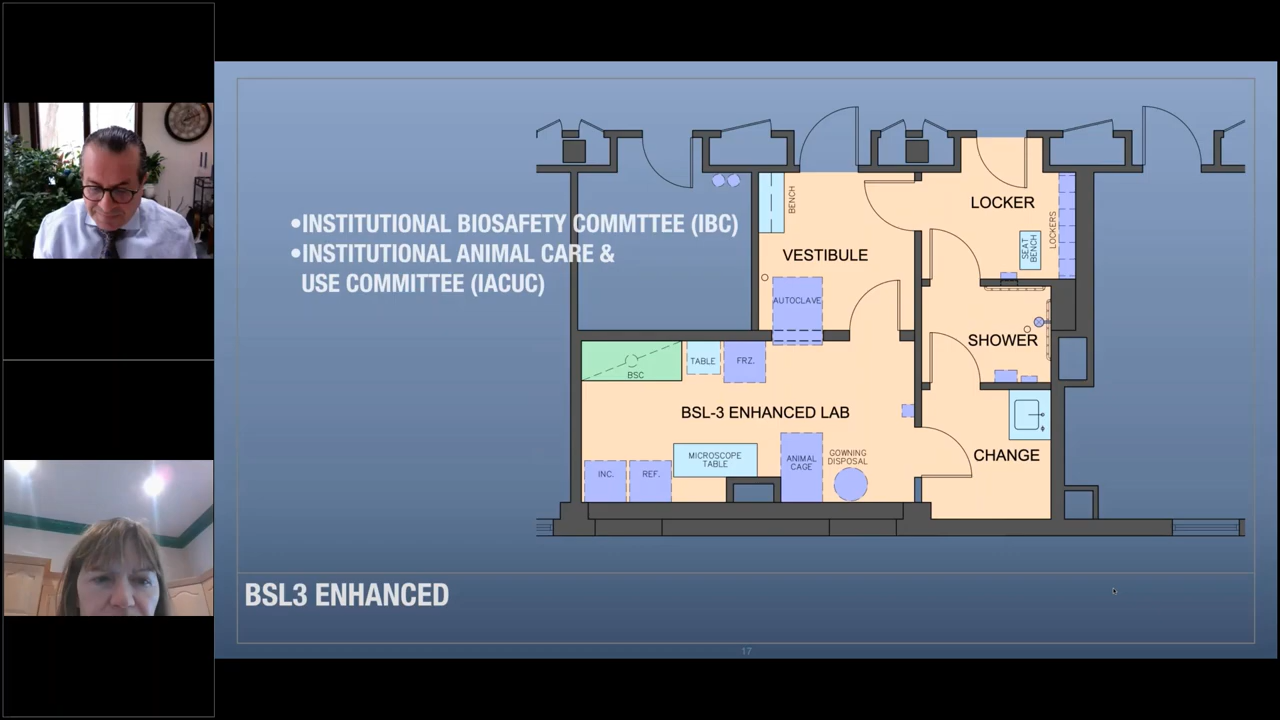 •INSTITUTIONAL BIOSAFETY COMMTTEE (IBC)
•INSTITUTIONAL ANIMAL CARE &
USE COMMITTEE (IACUC)
BENCH
VESTIBULE
AUTOCLAVE
LOCKER
LOCKERS
SEAT
BENCH
SHOWER
BSC
TABLE
FRZ.
BSL-3 ENHANCED LAB
MICROSCOPE
TABLE
INC.
REF.
ANIMAL
CAGE
GOWNING
DISPOSAL
CHANGE
BSL3 ENHANCED
17